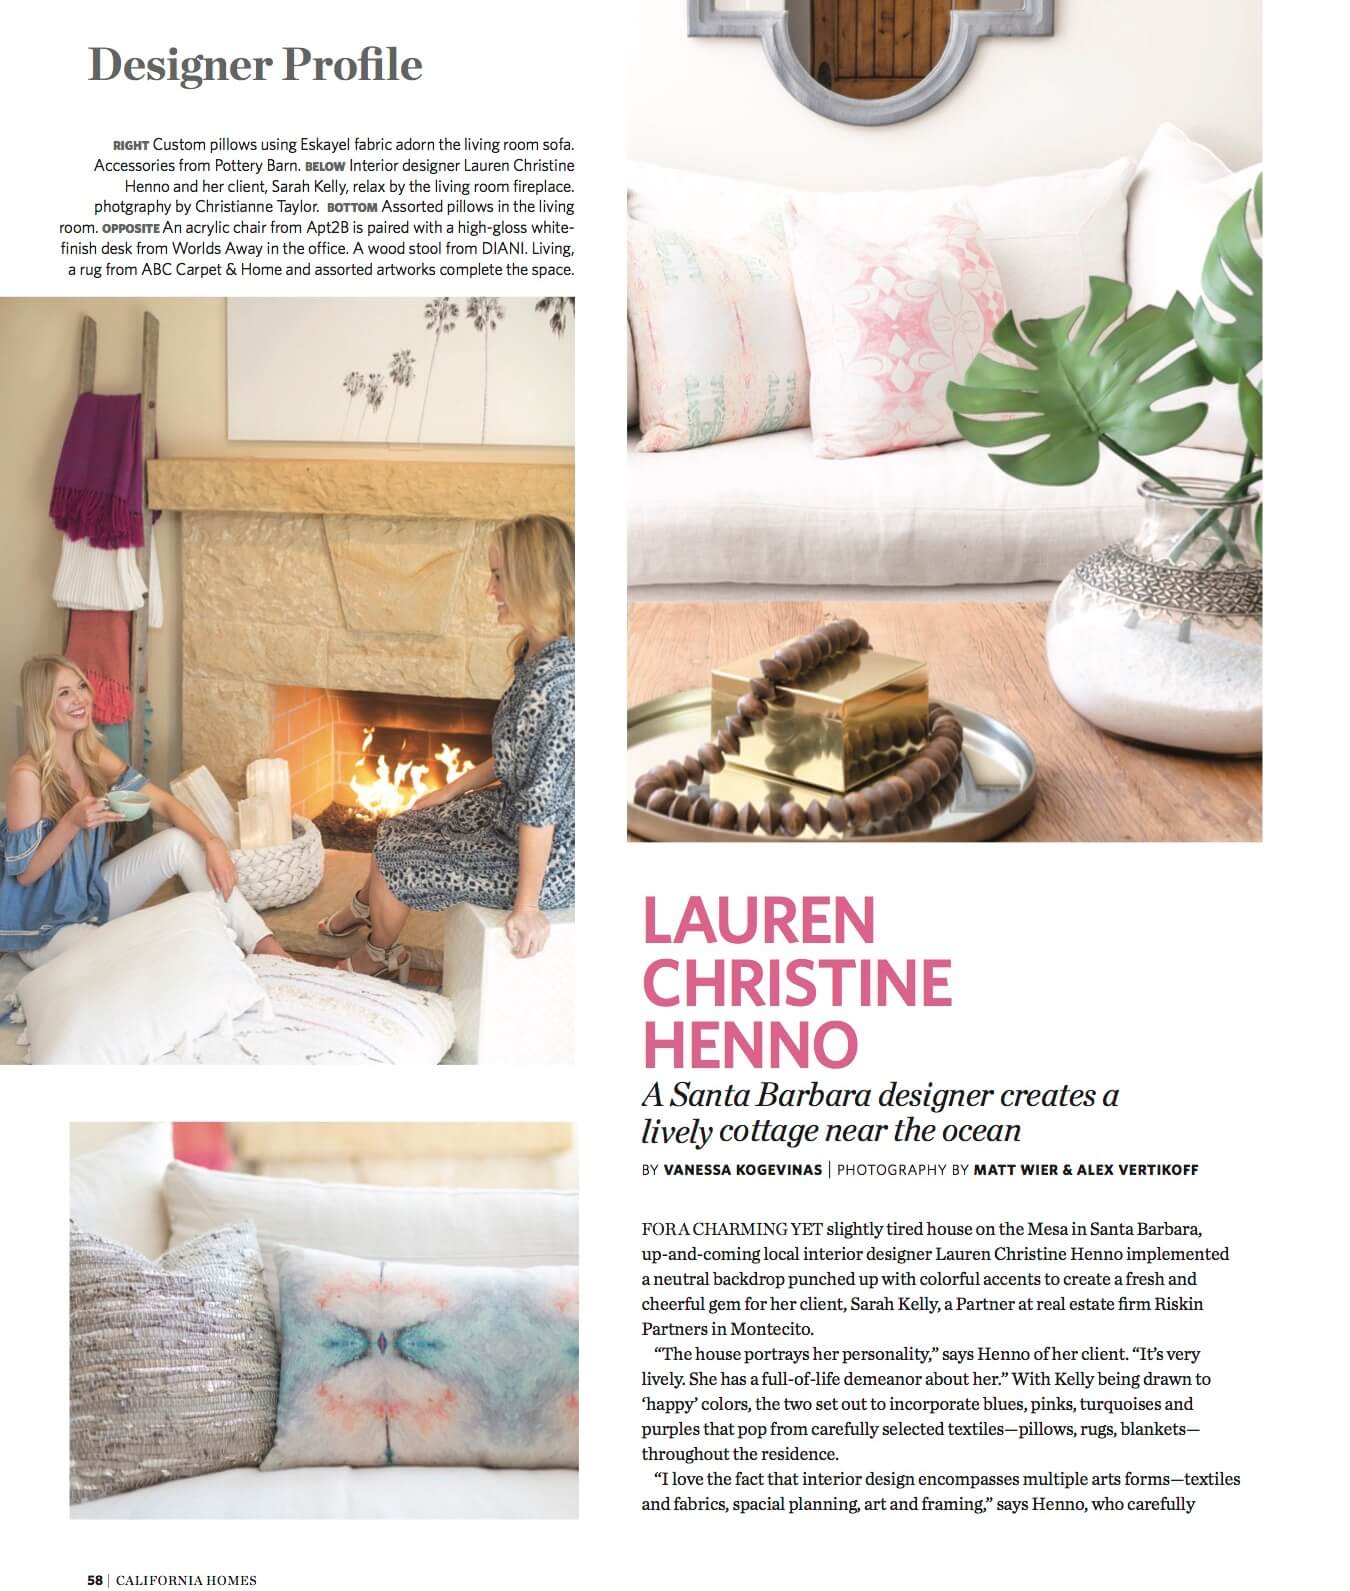 Designer Profile
RIGHT Custom pillows using Eskayel fabric adorn the living room sofa.
Accessories from Pottery Barn. BELOW Interior designer Lauren Christine
Henno and her client, Sarah Kelly, relax by the living room fireplace.
photgraphy by Christianne Taylor. BOTTOM Assorted pillows in the living
room. OPPOSITE An acrylic chair from Apt2B is paired with a high-gloss white-
finish desk from Worlds Away in the office. A wood stool from DIANI. Living,
a rug from ABC Carpet & Home and assorted artworks complete the space.
LAUREN
CHRISTINE
HENNO
A Santa Barbara designer creates a
lively cottage near the ocean
BY VANESSA KOGEVINAS | PHOTOGRAPHY BY MATT WIER & ALEX VERTIKOFF
FOR A CHARMING YET slightly tired house on the Mesa in Santa Barbara,
up-and-coming local interior designer Lauren Christine Henno implemented
a neutral backdrop punched up with colorful accents to create a fresh and
cheerful gem for her client, Sarah Kelly, a Partner at real estate firm Riskin
Partners in Montecito.
“The house portrays her personality,” says Henno of her client. “It’s very
lively. She has a full-of-life demeanor about her.” With Kelly being drawn to
‘happy’ colors, the two set out to incorporate blues, pinks, turquoises and
purples that pop from carefully selected textiles—pillows, rugs, blankets—
throughout the residence.
“I love the fact that interior design encompasses multiple arts forms—textiles
and fabrics, spacial planning, art and framing,” says Henno, who carefully
58 | CALIFORNIA HOMES